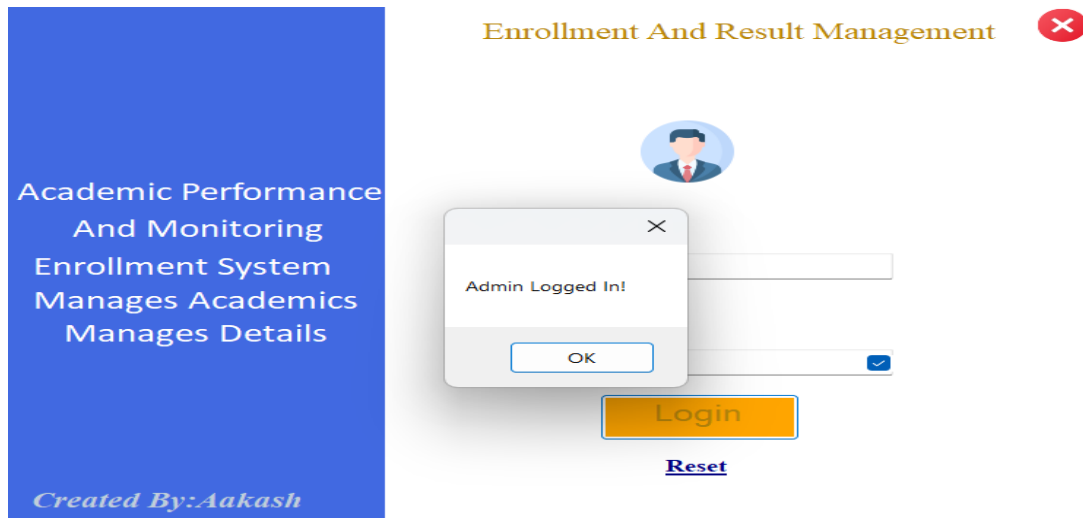 Enrollment And Result Management
Academic Performance
And Monitoring
Enrollment System
Manages Academics
Manages Details
Created By:Aakash
Admin Logged In!
OK
Login
Reset